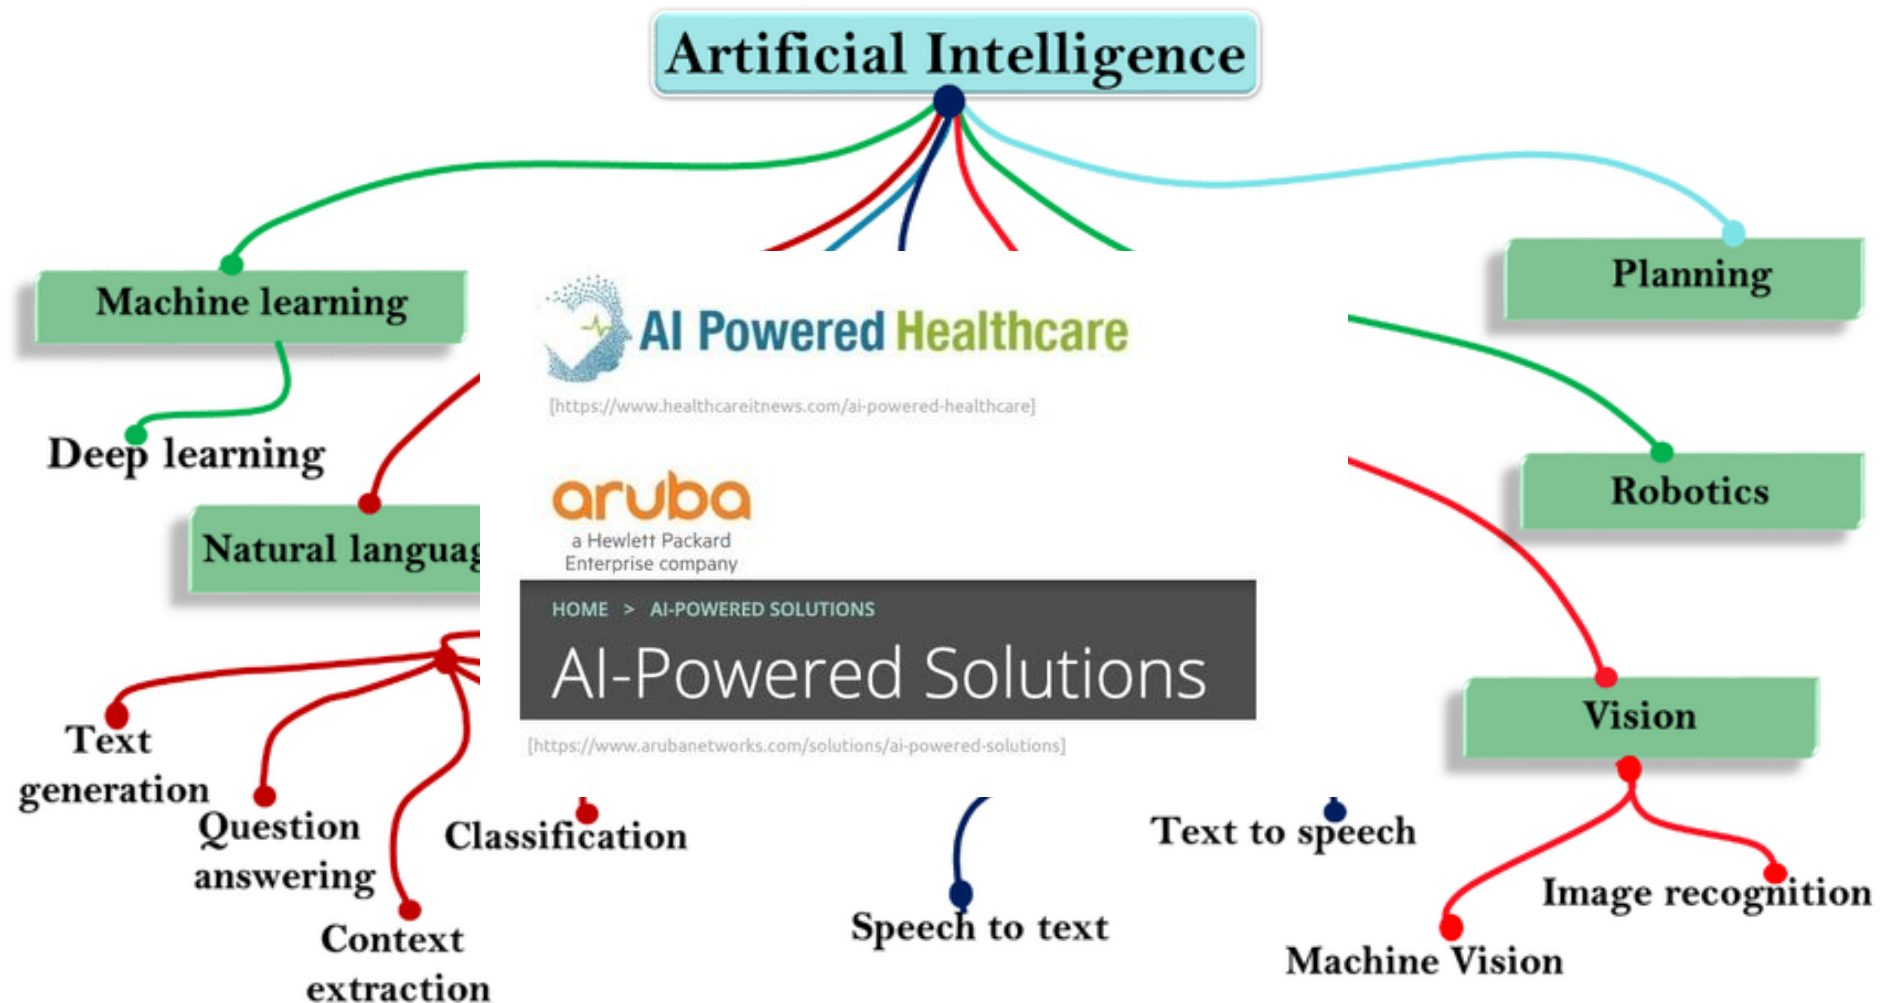 Artificial Intelligence
Machine learning
Planning
AI Powered Healthcare
[https://www.healthcareitnews.com/ai-powered-healthcare]
Deep learning
Robotics
aruba
a Hewlett Packard
Enterprise company
Natural
HOME > AI-POWERED SOLUTIONS
AI-Powered Solutions
[https://www.arubanetworks.com/solutions/ai-powered-solutions]
Vision
Text
generation
Question
answering
Classification
Text to speech
Context
extraction
Speech to text
Image recognition
Machine Vision